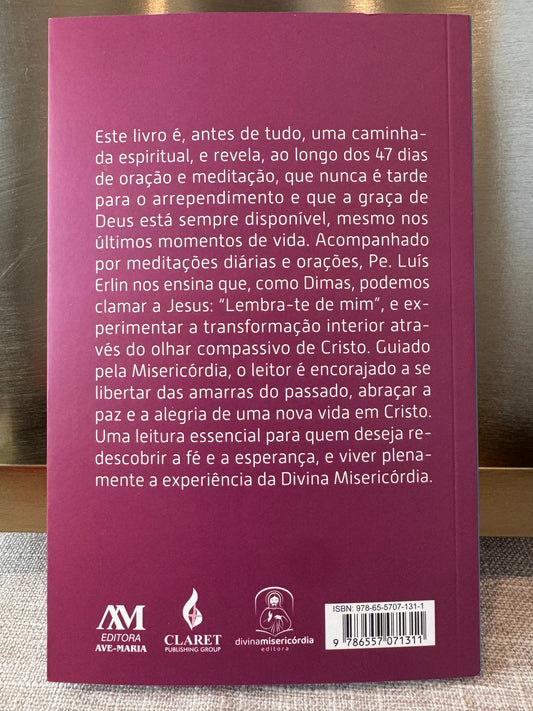 Este livro é, antes de tudo, uma caminha-
da espiritual, e revela, ao longo dos 47 dias
de oração e meditação, que nunca é tarde
para o arrependimento e que a graça de
Deus está sempre disponível, mesmo nos
últimos momentos de vida. Acompanhado
por meditações diárias e orações, Pe. Luís
Erlin nos ensina que, como Dimas, podemos
clamar a Jesus: “Lembra-te de mim”, e ex-
perimentar a transformação interior atra-
vés do olhar compassivo de Cristo. Guiado
pela Misericórdia, o leitor é encorajado a se
libertar das amarras do passado, abraçar a
paz e a alegria de uma nova vida em Cristo.
Uma leitura essencial para quem deseja re-
descobrir a fé e a esperança, e viver plena-
mente a experiência da Divina Misericórdia.
AM
EDITORA
AVE-MARIA
CLARET
PUBLISHING GROUP
divinamisericórdia
editora
ISBN: 978-65-5707-131-1
9 786557 071311